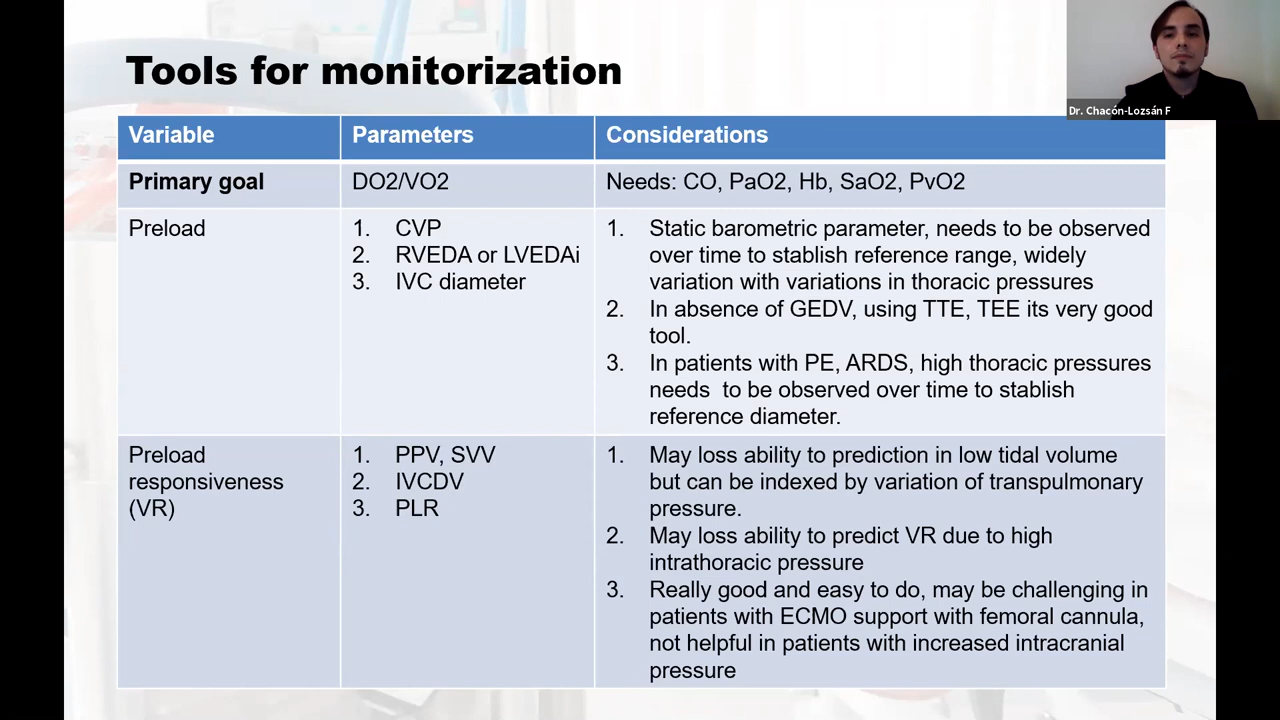 Tools for monitorization
Dr. Chacón-Lozsán F
Variable Parameters Considerations
Primary goal DO2/VO2 Needs: CO, PaO2, Hb, SaO2, PvO2
Preload
1. CVP
2. RVEDA or LVEDAi
3. IVC diameter
1. Static barometric parameter, needs to be observed
over time to stablish reference range, widely
variation with variations in thoracic pressures
2. In absence of GEDV, using TTE, TEE its very good
tool.
3. In patients with PE, ARDS, high thoracic pressures
needs to be observed over time to stablish
reference diameter.
Preload
responsiveness
(VR)
1. PPV, SVV
2. IVCDV
3. PLR
1. May loss ability to prediction in low tidal volume
but can be indexed by variation of transpulmonary
pressure.
2. May loss ability to predict VR due to high
intrathoracic pressure
3. Really good and easy to do, may be challenging in
patients with ECMO support with femoral cannula,
not helpful in patients with increased intracranial
pressure